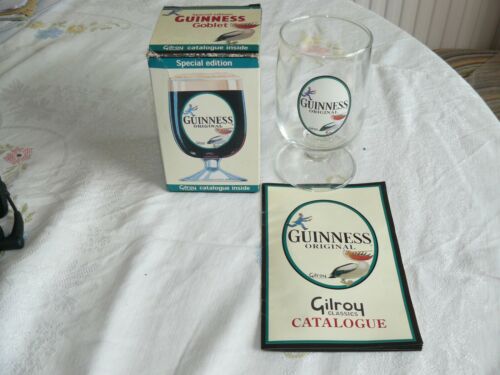 GUINNESS
Goblet
Gilroy catalogue inside
Special edition
GUINNESS
ORIGINAL
Gilroy catalogue inside
GUINNESS
ORIGINAL
GUINNESS
ORIGINAL
Gilroy
Gilroy
CLASSICS
CATALOGUE